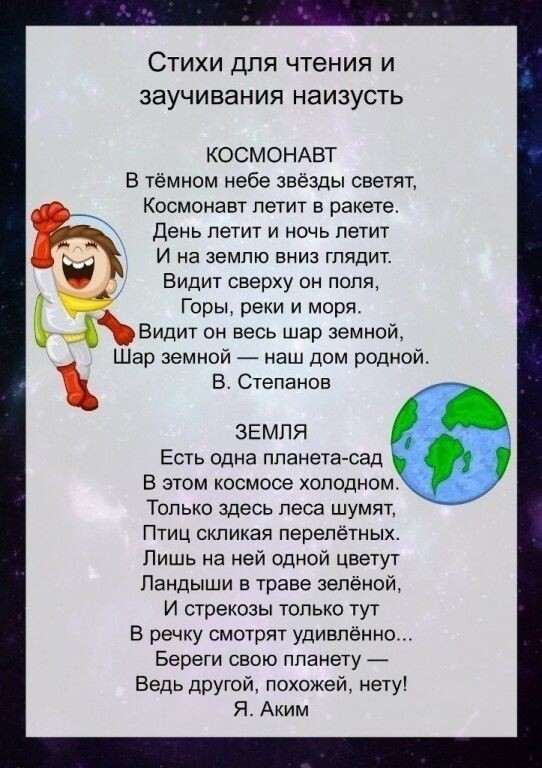 Стихи для чтения и
заучивания наизусть
КОСМОНАВТ
В тёмном небе звёзды светят,
Космонавт летит в ракете.
День летит и ночь летит
И на землю вниз глядит.
Видит сверху он поля,
Горы, реки и моря.
Видит он весь шар земной,
Шар земной — наш дом родной.
В. Степанов
ЗЕМЛЯ
Есть одна планета-сад
В этом космосе холодном.
Только здесь леса шумят,
Птиц скликая перелётных.
Лишь на ней одной цветут
Ландыши в траве зелёной,
И стрекозы только тут
В речку смотрят удивлённо...
Береги свою планету —
Ведь другой, похожей, нету!
Я. Аким